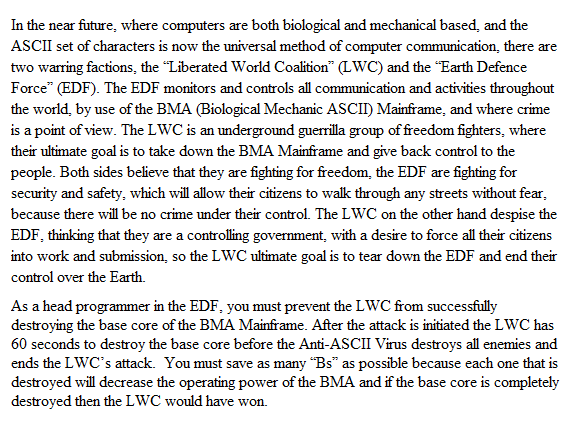 In the near future, where computers are both biological and mechanical based, and the
ASCII set of characters is now the universal method of computer communication, there are
two warring factions, the “Liberated World Coalition” (LWC) and the “Earth Defence
Force” (EDF). The EDF monitors and controls all communication and activities throughout
the world, by use of the BMA (Biological Mechanic ASCII) Mainframe, and where crime
is a point of view. The LWC is an underground guerrilla group of freedom fighters, where
their ultimate goal is to take down the BMA Mainframe and give back control to the
people. Both sides believe that they are fighting for freedom, the EDF are fighting for
security and safety, which will allow their citizens to walk through any streets without fear,
because there will be no crime under their control. The LWC on the other hand despise the
EDF, thinking that they are a controlling government, with a desire to force all their citizens
into work and submission, so the LWC ultimate goal is to tear down the EDF and end their
control over the Earth.
As a head programmer in the EDF, you must prevent the LWC from successfully
destroying the base core of the BMA Mainframe. After the attack is initiated the LWC has
60 seconds to destroy the base core before the Anti-ASCII Virus destroys all enemies and
ends the LWC’s attack.  You must save as many “Bs” as possible because each one that is
destroyed will decrease the operating power of the BMA and if the base core is completely
destroyed then the LWC would have won.